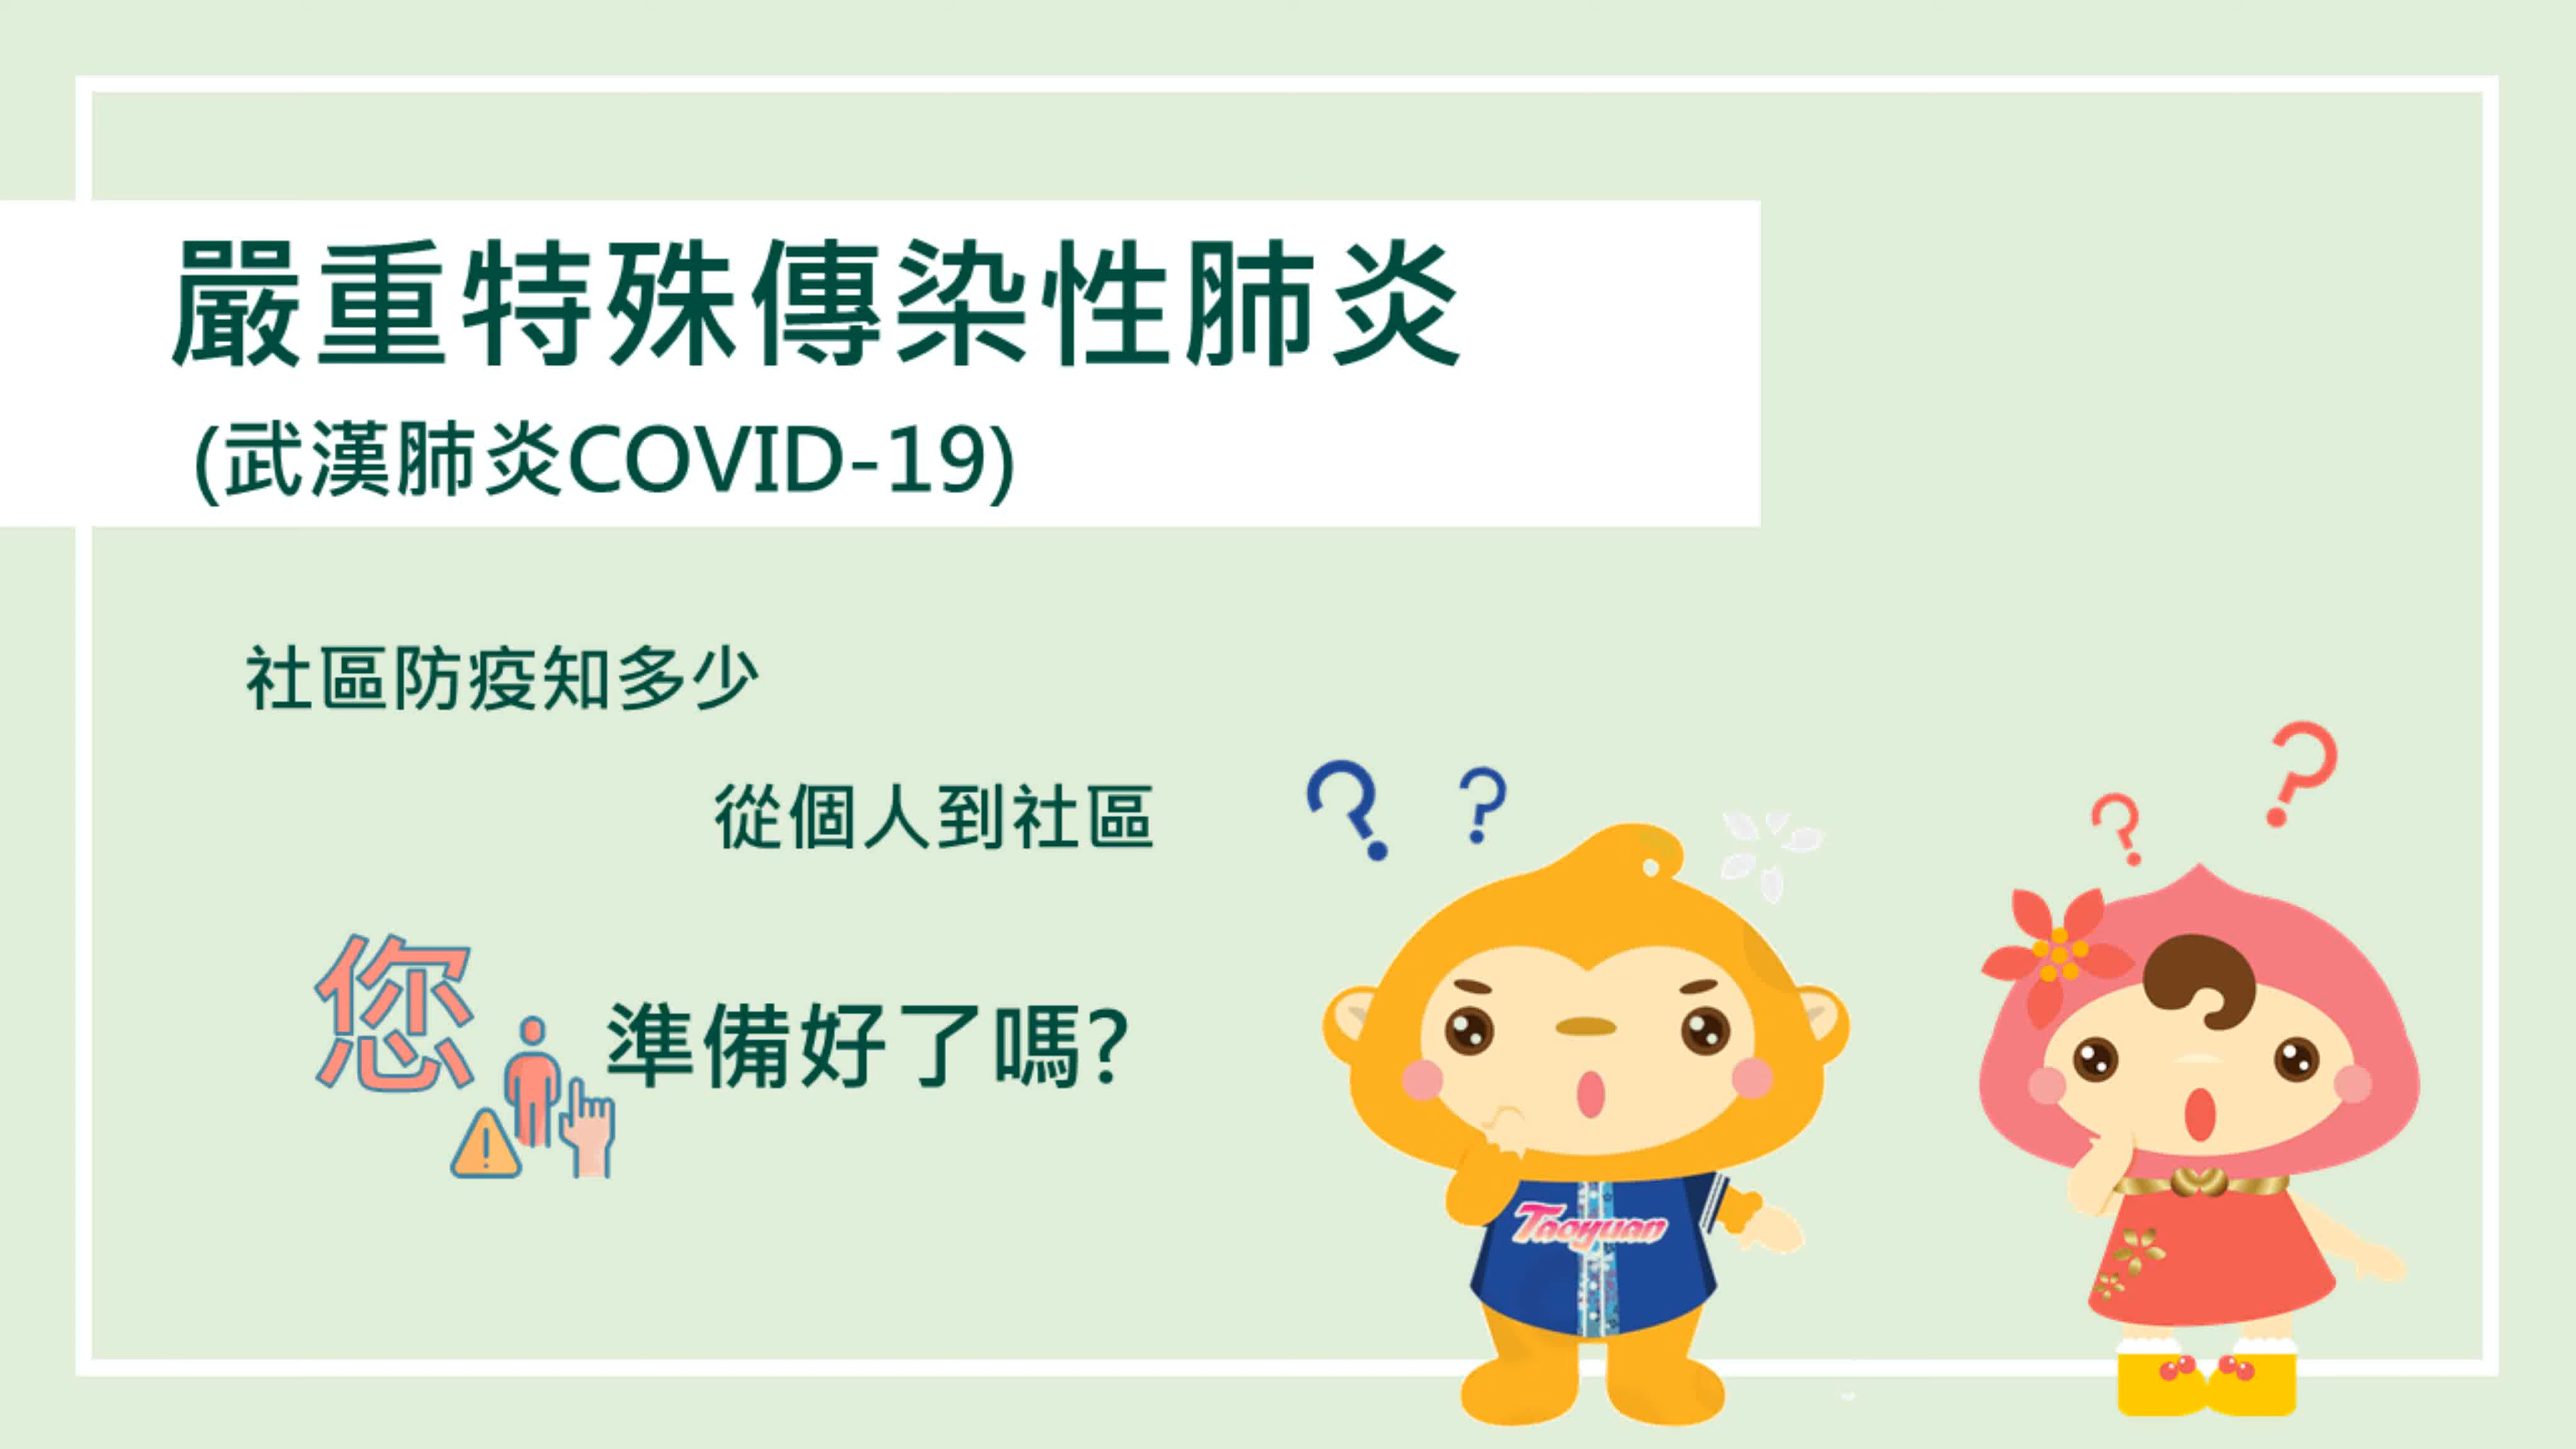 嚴重特殊傳染性肺炎
(武漢肺炎COVID-19)
社區防疫知多少
從個人到社區
您準備好了嗎?
? ?
? ?
Taoyuan